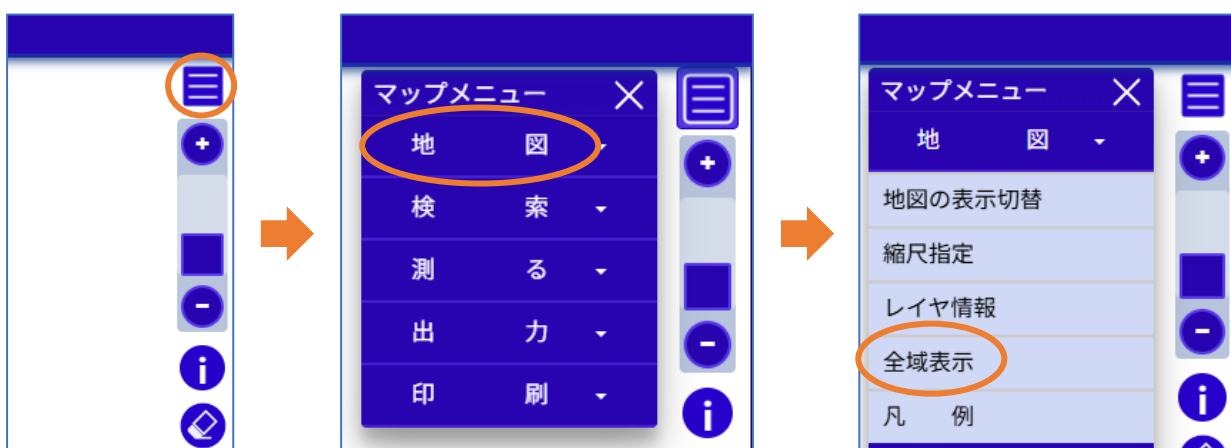 マップメニュー
地 図
検 索
測 る
出 力
印 刷
マップメニュー
地 図
地図の表示切替
縮尺指定
レイヤ情報
全域表示
凡 例